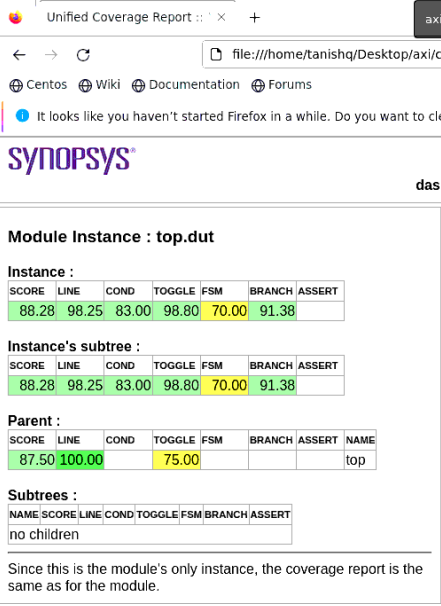 Unified Coverage Report ::
axi
file:///home/tanishq/Desktop/axi/c
Centos Wiki Documentation Forums
It looks like you haven't started Firefox in a while. Do you want to cle
SYNOPSYS®
das
Module Instance : top.dut
Instance :
SCORE LINE COND TOGGLE FSM BRANCH ASSERT
88.28 98.25 83.00 98.80 70.00 91.38
Instance's subtree :
SCORE LINE COND TOGGLE FSM BRANCH ASSERT
88.28 98.25 83.00 98.80 70.00 91.38
Parent :
SCORE LINE COND TOGGLE FSM BRANCH ASSERT NAME
87.50 100.00 75.00 top
Subtrees :
NAME SCORE LINE COND TOGGLE FSM BRANCH ASSERT
no children
Since this is the module's only instance, the coverage report is the
same as for the module.